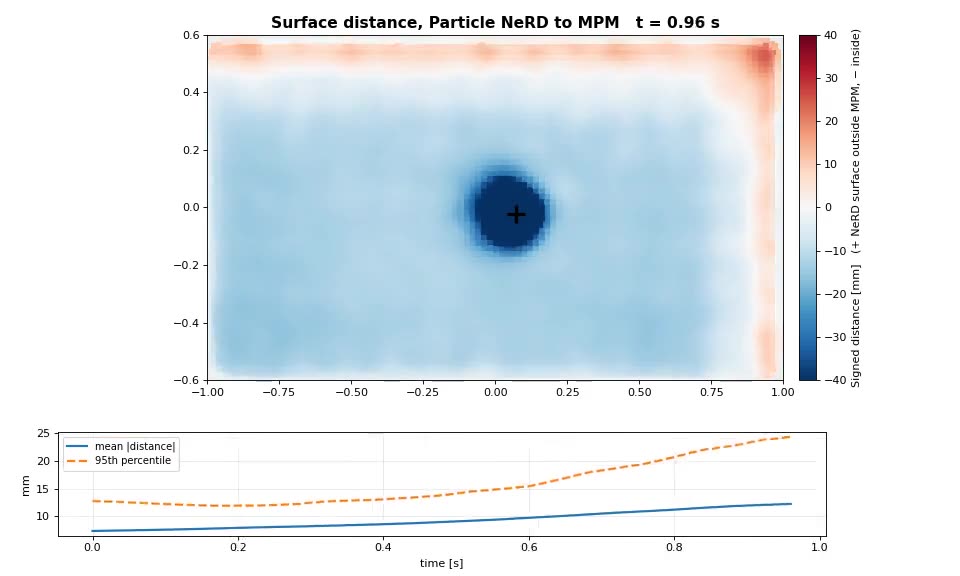 Surface distance, Particle NeRD to MPM t = 0.96 s
0.6
0.4
0.2
0.0
−0.2
−0.4
−0.6
−1.00 −0.75 −0.50 −0.25 0.00 0.25 0.50 0.75 1.00
40
30
20
10
0
−10
−20
−30
−40
Signed distance [mm] (+ NeRD surface outside MPM, − inside)
25
20
15
10
mm
mean |distance|
95th percentile
0.0 0.2 0.4 0.6 0.8 1.0
time [s]